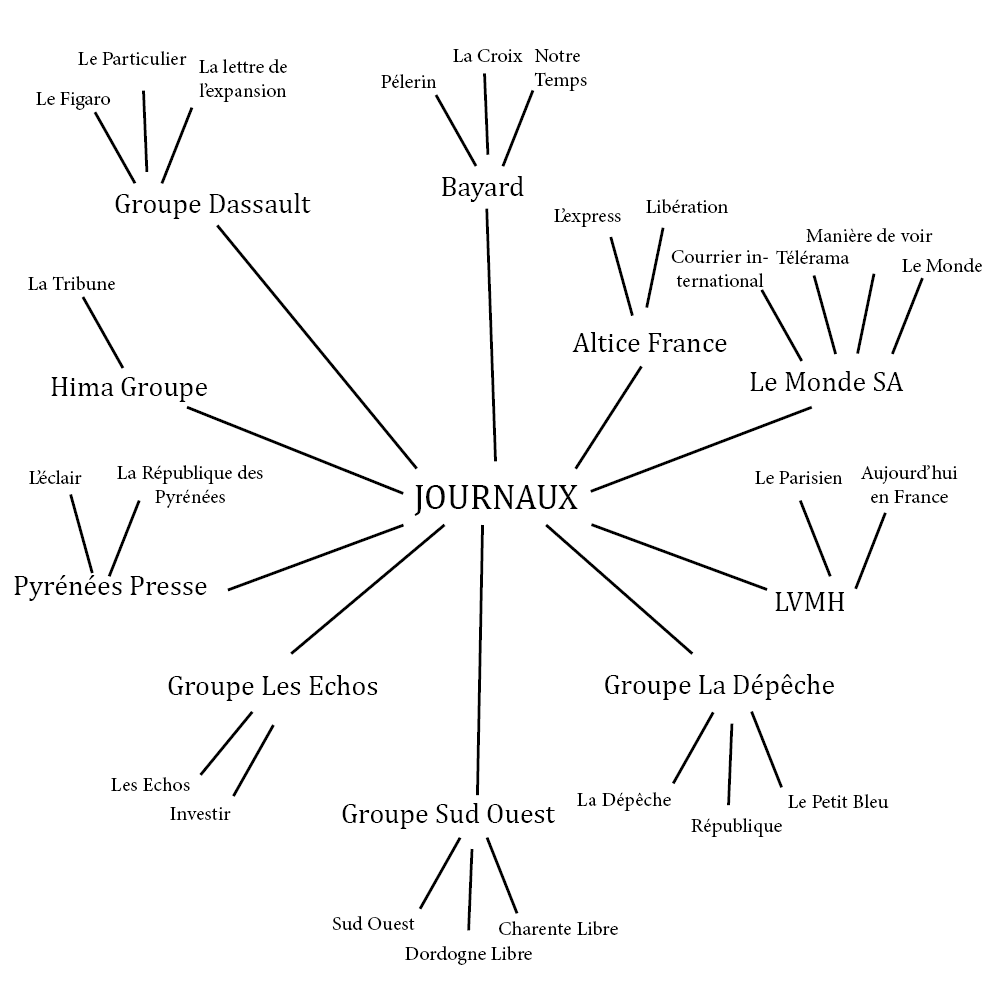 Le Particulier
La lettre de
l'expansion
Le Figaro
Groupe Dassault
La Croix
Notre
Temps
Pélerin
Bayard
L'express
Libération
Altice France
Courrier in-
ternational
Télérama
Manière de voir
Le Monde
Le Monde SA
La Tribune
Hima Groupe
JOURNAUX
L'éclair
La République des
Pyrénées
Pyrénées Presse
Le Parisien
Aujourd'hui
en France
LVMH
Groupe Les Echos
Les Echos
Investir
Groupe La Dépêche
La Dépêche
République
Le Petit Bleu
Groupe Sud Ouest
Sud Ouest
Dordogne Libre
Charente Libre